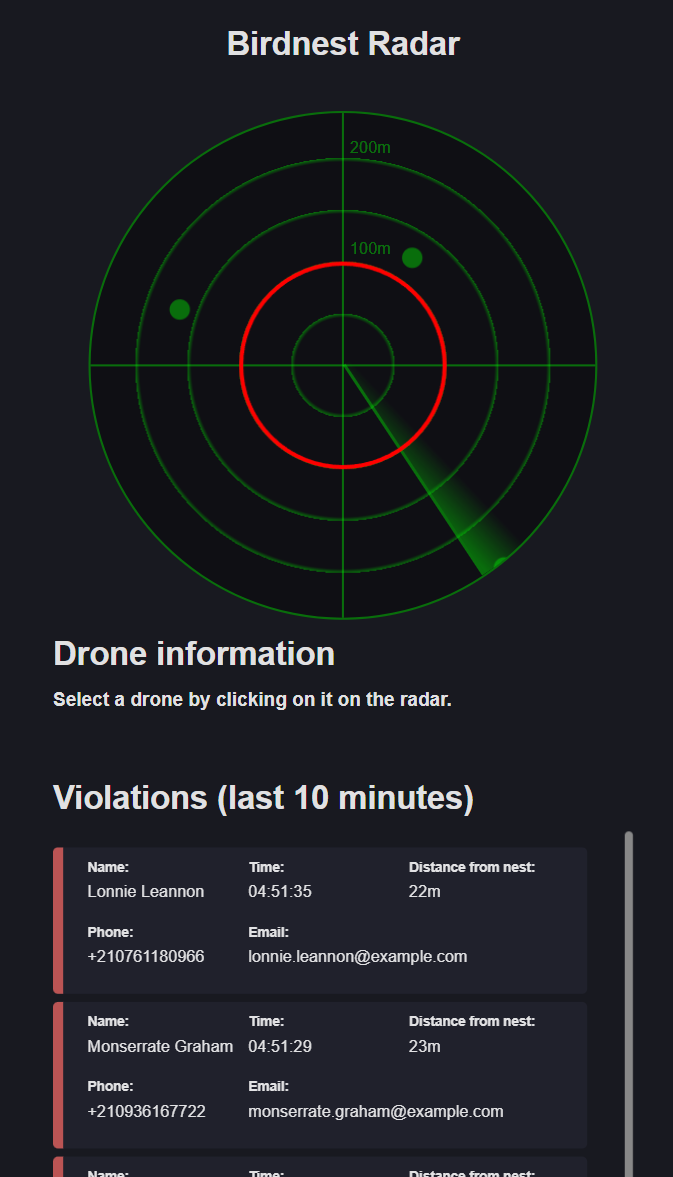 Birdnest Radar
200m
100m
Drone information
Select a drone by clicking on it on the radar.
Violations (last 10 minutes)
Name: Time: Distance from nest:
Lonnie Leannon 04:51:35 22m
Phone: Email:
+210761180966 lonnie.leannon@example.com
Name: Time: Distance from nest:
Monserrate Graham 04:51:29 23m
Phone: Email:
+210936167722 monserrate.graham@example.com
Name: Time: Distance from nest: